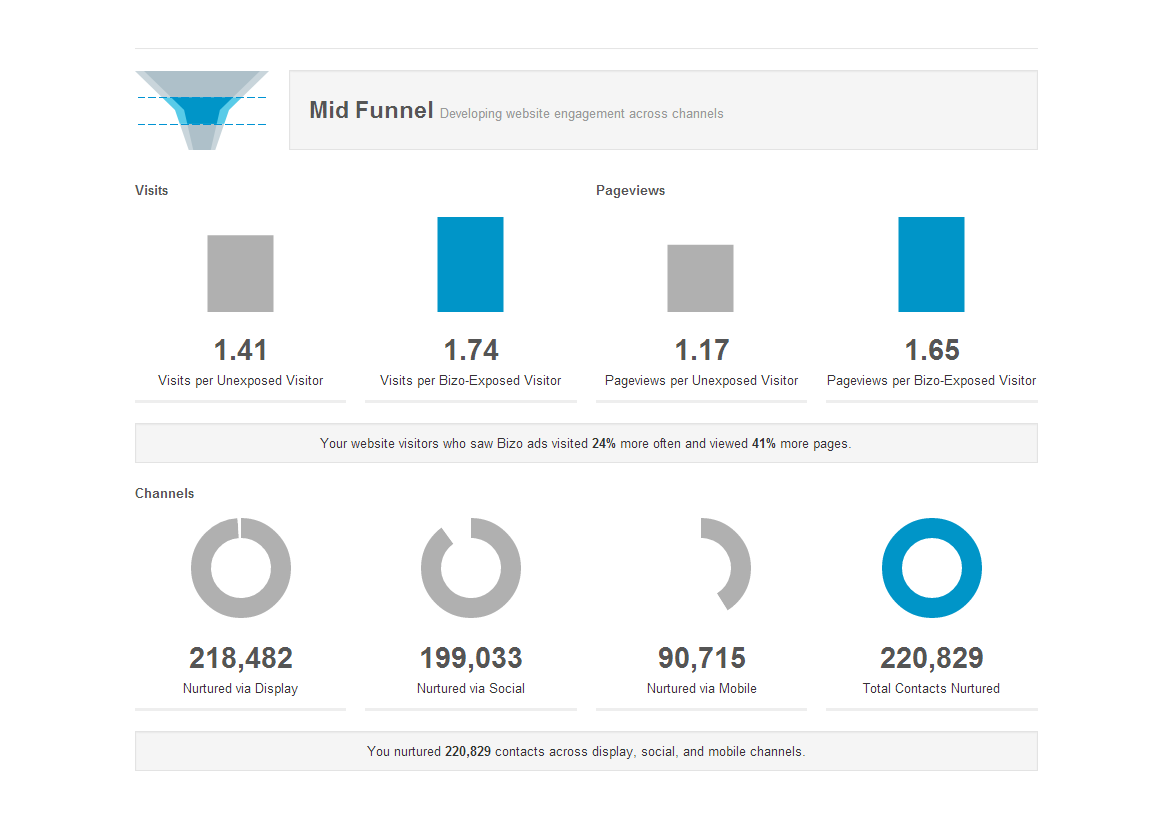 Mid Funnel Developing website engagement across channels
Visits
Pageviews
1.41
1.74
1.17
1.65
Visits per Unexposed Visitor
Visits per Bizo-Exposed Visitor
Pageviews per Unexposed Visitor
Pageviews per Bizo-Exposed Visitor
Your website visitors who saw Bizo ads visited 24% more often and viewed 41% more pages.
Channels
218,482
199,033
90,715
220,829
Nurtured via Display
Nurtured via Social
Nurtured via Mobile
Total Contacts Nurtured
You nurtured 220,829 contacts across display, social, and mobile channels.